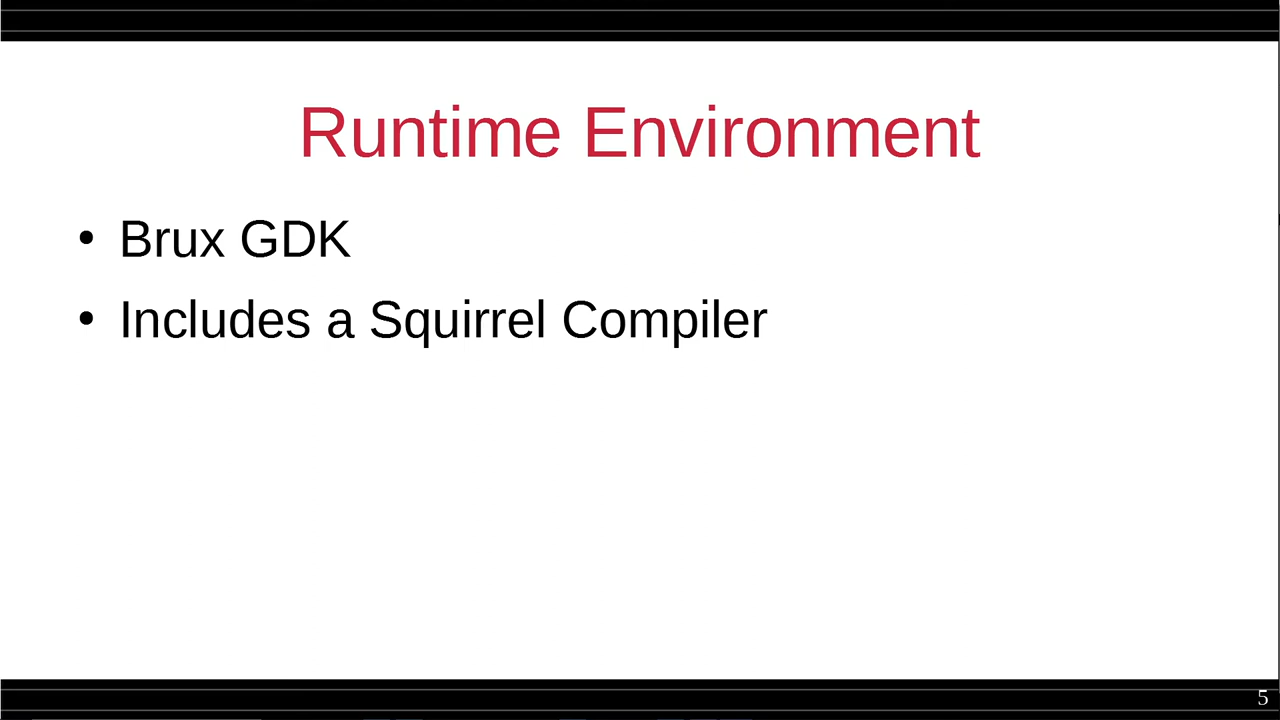 Runtime Environment
• Brux GDK
• Includes a Squirrel Compiler
5